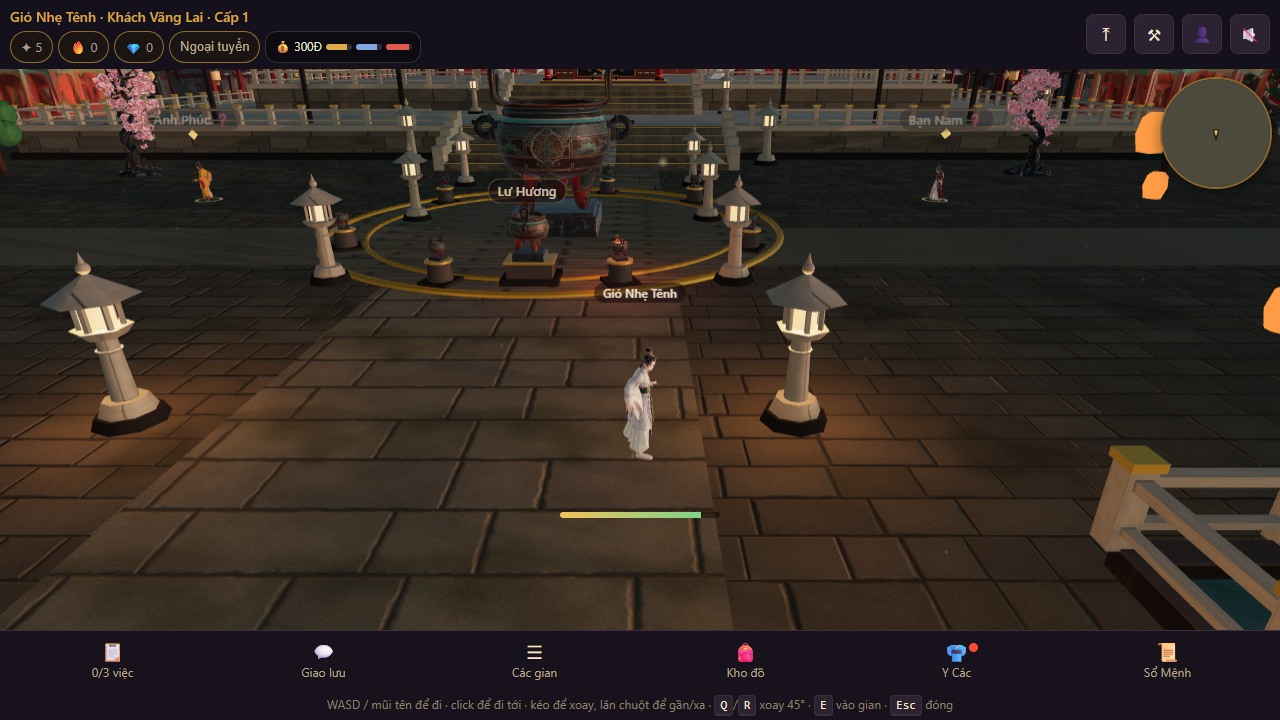 Gió Nhẹ Tênh · Khách Vãng Lai · Cấp 1
5
0
0
Ngoại tuyến
300Đ
Anh Phúc ?
Bạn Nam ?
Lư Hương
Gió Nhẹ Tênh
0/3 việc
Giao lưu
Các gian
Kho đồ
Y Các
Sổ Mệnh
WASD / mũi tên để đi · click để đi tới · kéo để xoay, lăn chuột để gần/xa · Q / R xoay 45° · E vào gian · Esc đóng